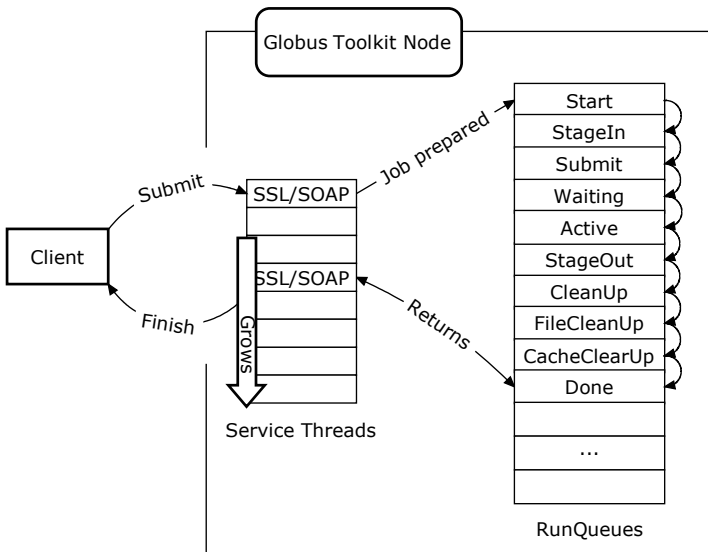 Globus Toolkit Node
Start
StageIn
Submit
Waiting
Active
StageOut
CleanUp
FileCleanUp
CacheClearUp
Done
...
RunQueues
Job prepared
Returns
SSL/SOAP
SSL/SOAP
Grows
Service Threads
Submit
Client
Finish